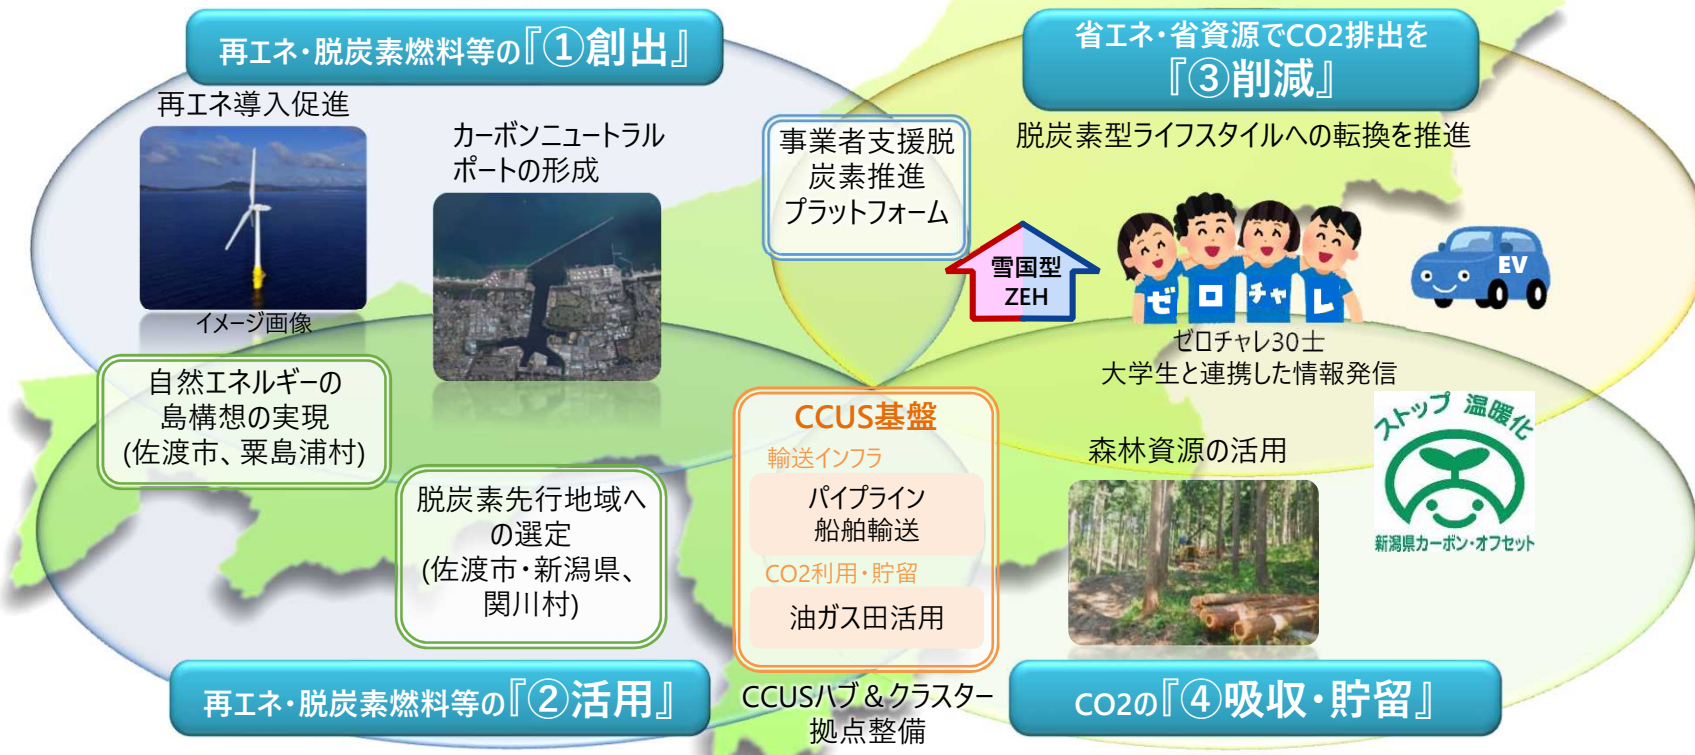 再エネ・脱炭素燃料等の『①創出』
再エネ導入促進
イメージ画像
カーボンニュートラル
ポートの形成
事業者支援脱
炭素推進
プラットフォーム
省エネ・省資源でCO2排出を
『③削減』
脱炭素型ライフスタイルへの転換を推進
雪国型
ZEH
ゼロチャレ
EV
ゼロチャレ30士
大学生と連携した情報発信
自然エネルギーの
島構想の実現
(佐渡市、粟島浦村)
脱炭素先行地域へ
の選定
(佐渡市・新潟県、
関川村)
CCUS基盤
輸送インフラ
パイプライン
船舶輸送
CO2利用・貯留
油ガス田活用
森林資源の活用
ストップ 温暖化
新潟県カーボン・オフセット
再エネ・脱炭素燃料等の『②活用』
CCUSハブ＆クラスター
拠点整備
CO2の『④吸収・貯留』